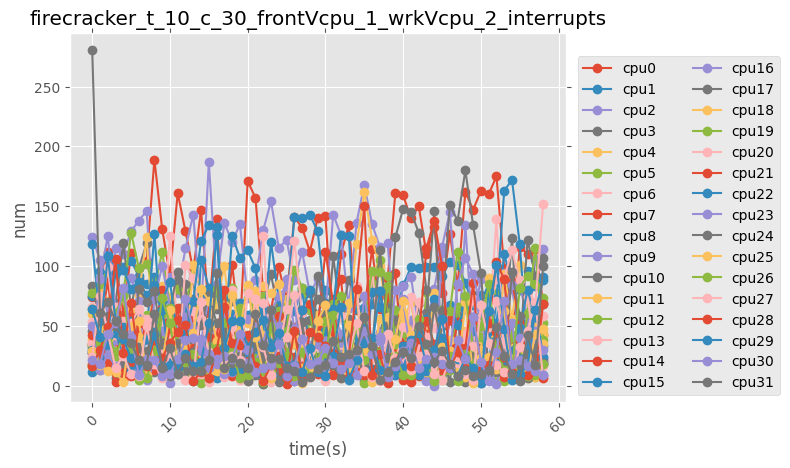 firecracker_t_10_c_30_frontVcpu_1_wrkVcpu_2_interrupts
num
250
200
150
100
50
0
0 10 20 30 40 50 60
time(s)
cpu0 cpu16
cpu1 cpu17
cpu2 cpu18
cpu3 cpu19
cpu4 cpu20
cpu5 cpu21
cpu6 cpu22
cpu7 cpu23
cpu8 cpu24
cpu9 cpu25
cpu10 cpu26
cpu11 cpu27
cpu12 cpu28
cpu13 cpu29
cpu14 cpu30
cpu15 cpu31